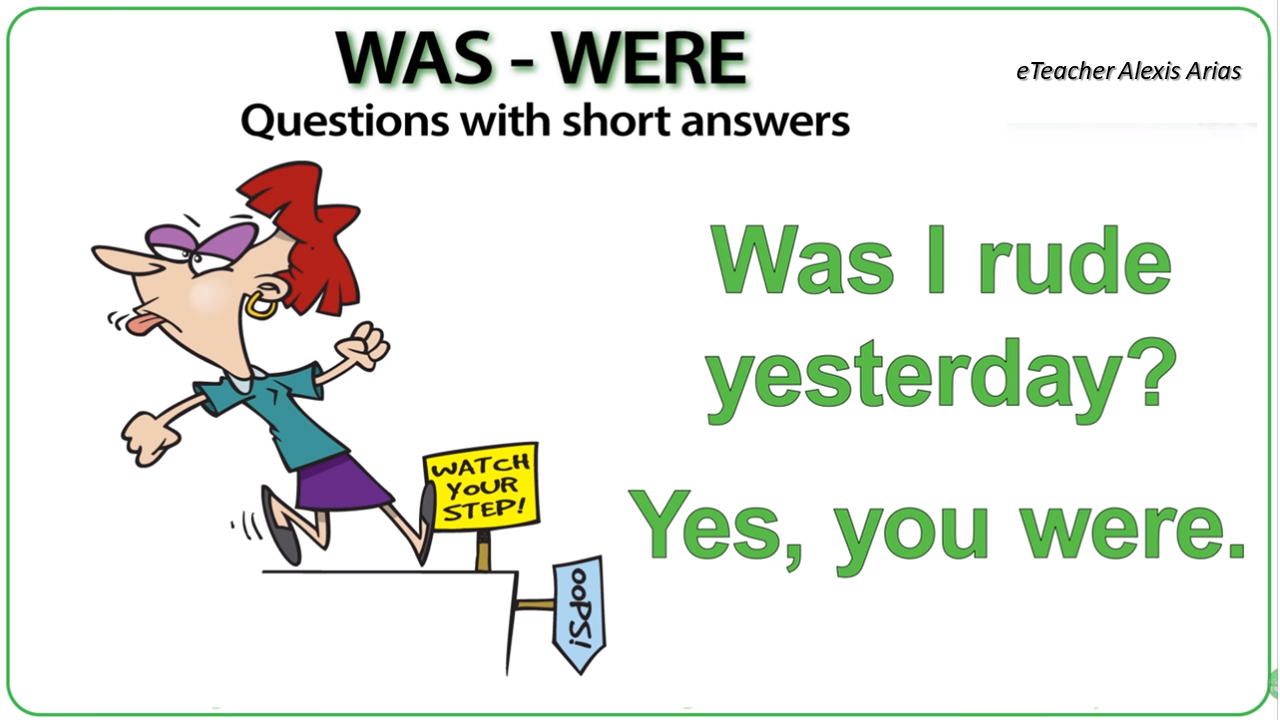 WAS - WERE
eTeacher Alexis Arias
Questions with short answers
Was I rude
yesterday?
WATCH
YOUR
STEP!
Yes, you were.
OOPS!